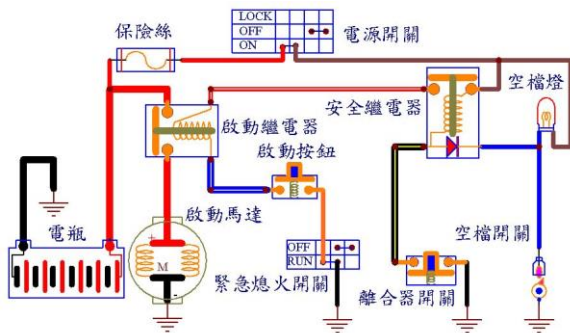 保險絲
LOCK
OFF
ON
電源開關
空檔燈
安全繼電器
啟動繼電器
啟動按鈕
電瓶
啟動馬達
+
M
-
OFF
RUN
緊急熄火開關
空檔開關
離合器開關